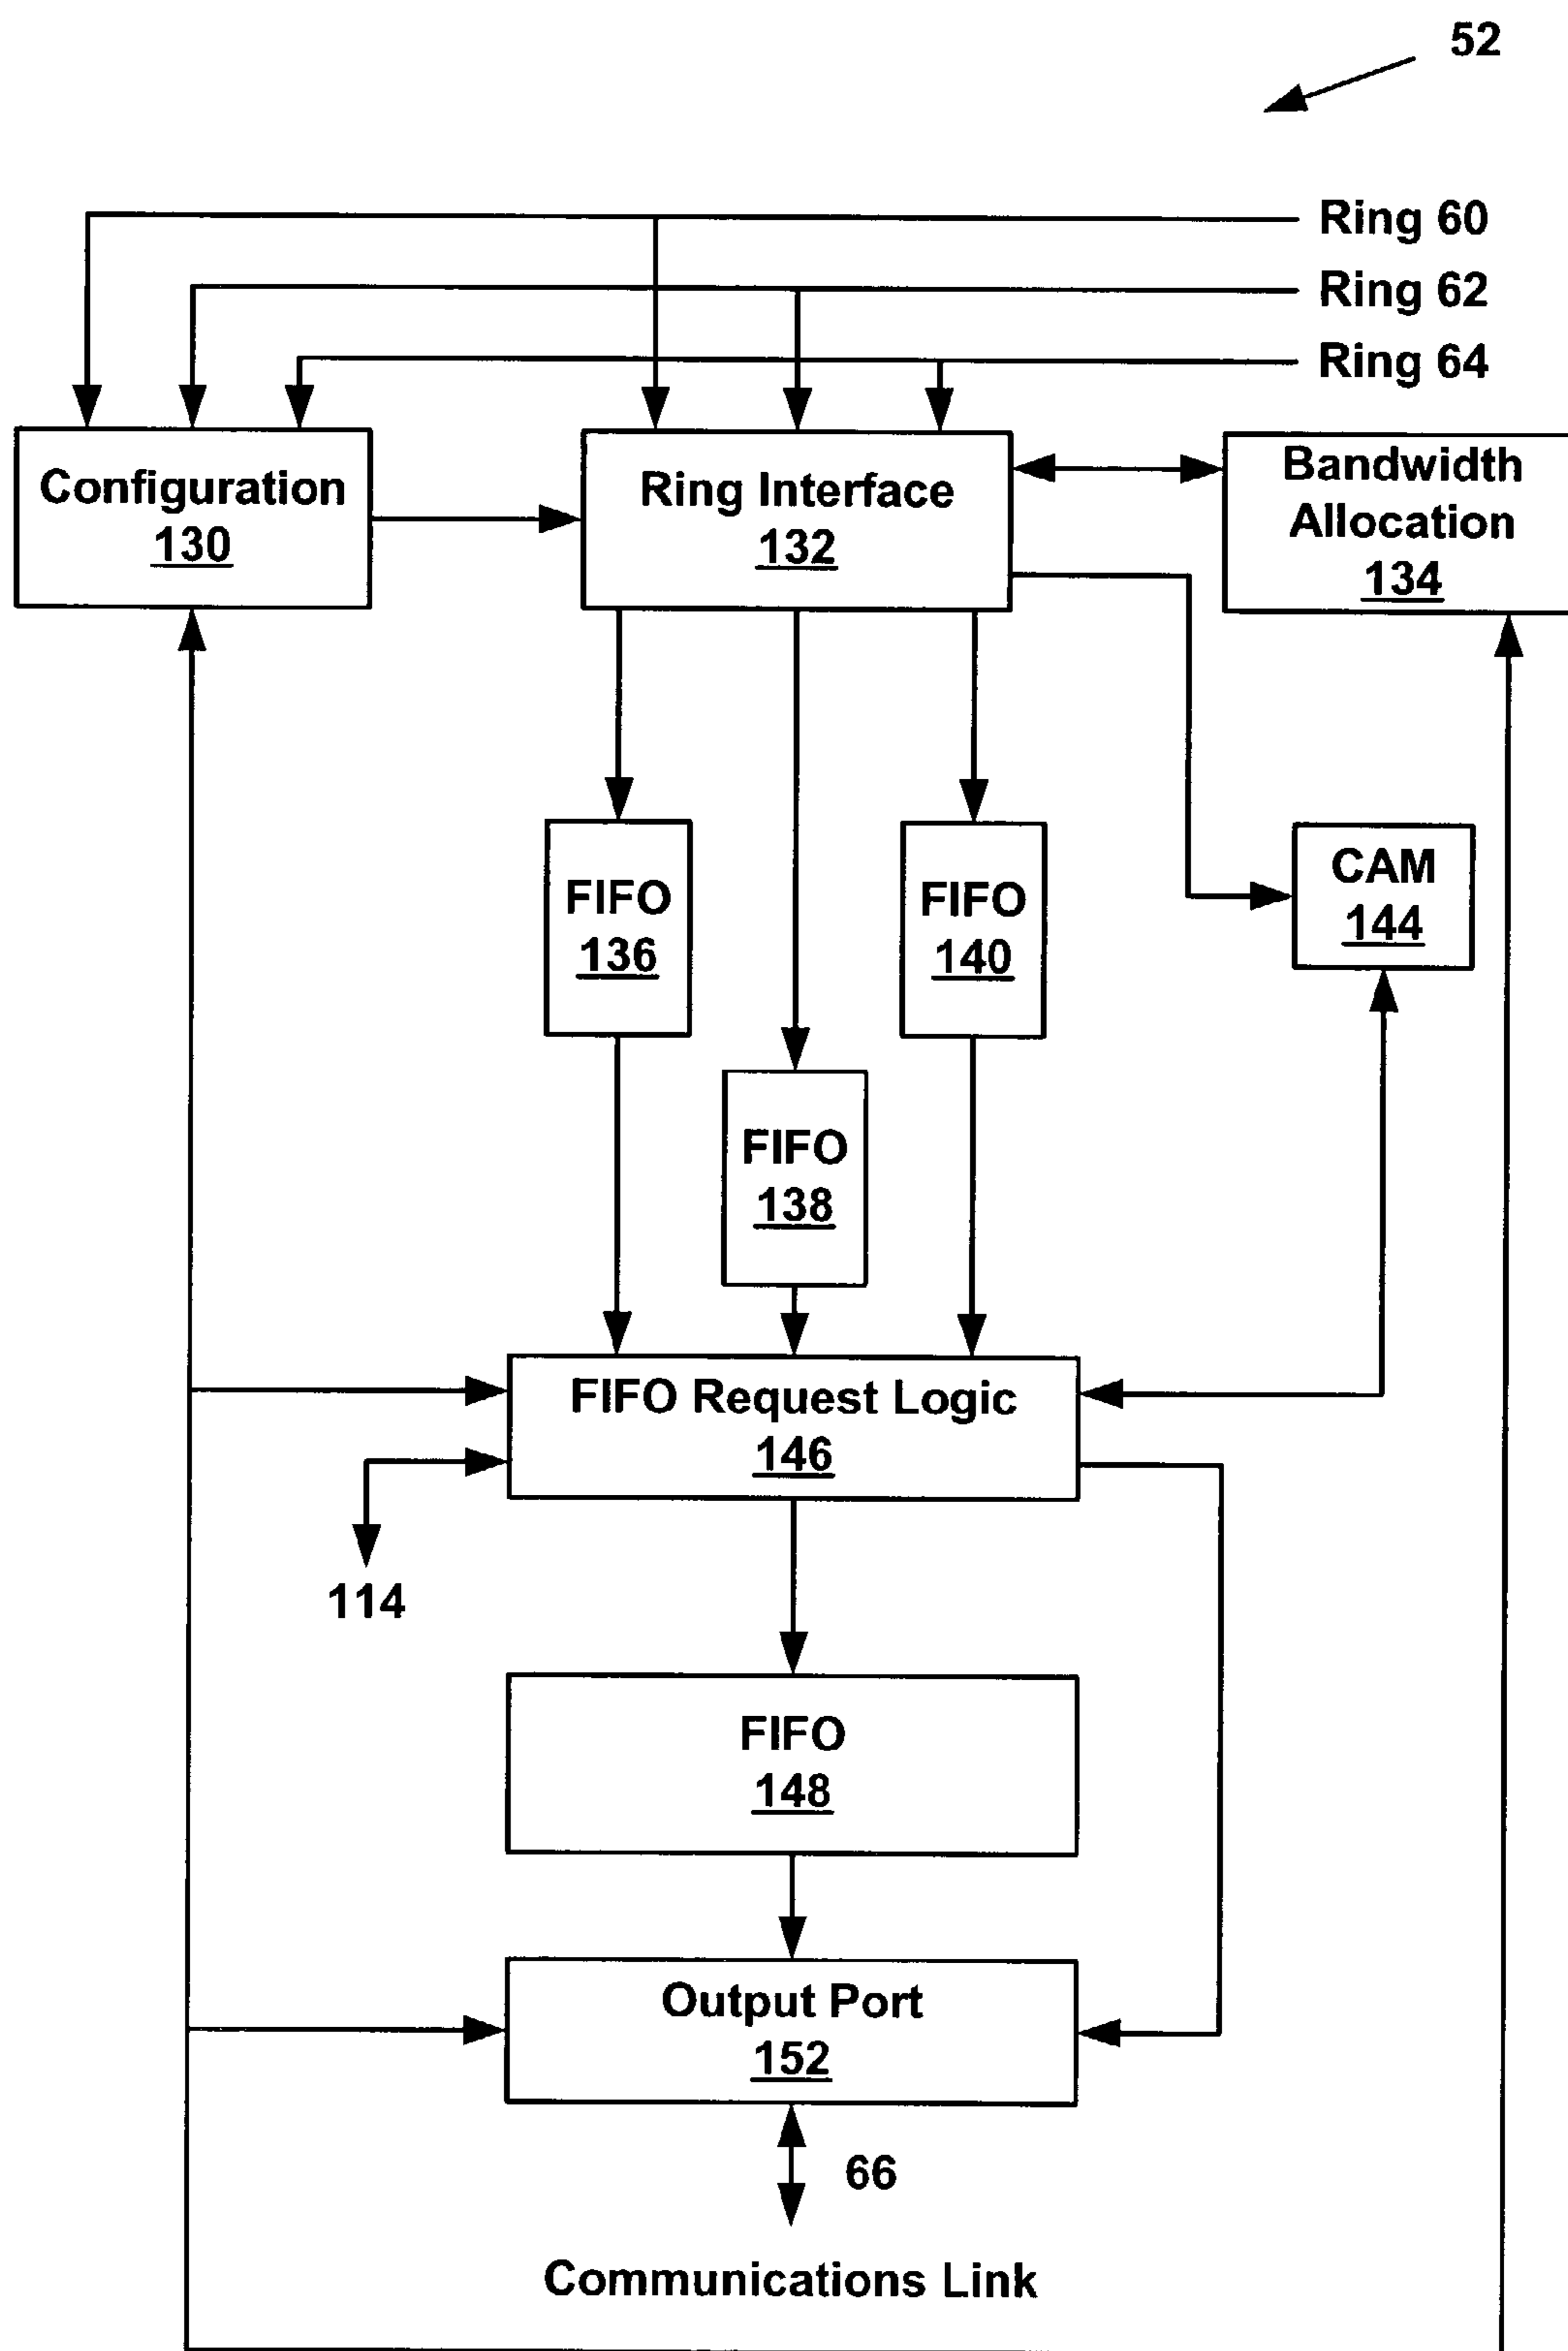 52
Ring 60
Ring 62
Ring 64
Configuration
130
Ring Interface
132
Bandwidth
Allocation
134
FIFO
136
FIFO
140
CAM
144
FIFO
138
FIFO Request Logic
146
114
FIFO
148
Output Port
152
66
Communications Link